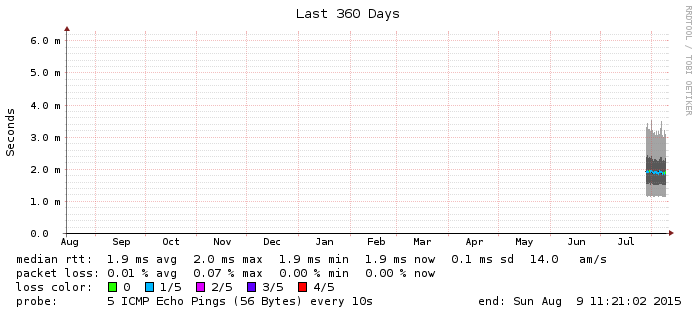 Last 360 Days
RRDTOOL / TOBI OETIKER
Seconds
6.0 m
5.0 m
4.0 m
3.0 m
2.0 m
1.0 m
0.0
Aug Sep Oct Nov Dec Jan Feb Mar Apr May Jun Jul
median rtt: 1.9 ms avg 2.0 ms max 1.9 ms min 1.9 ms now 0.1 ms sd 14.0 am/s
packet loss: 0.01 % avg 0.07 % max 0.00 % min 0.00 % now
loss color: 0 1/5 2/5 3/5 4/5
probe: 5 ICMP Echo Pings (56 Bytes) every 10s end: Sun Aug 9 11:21:02 2015